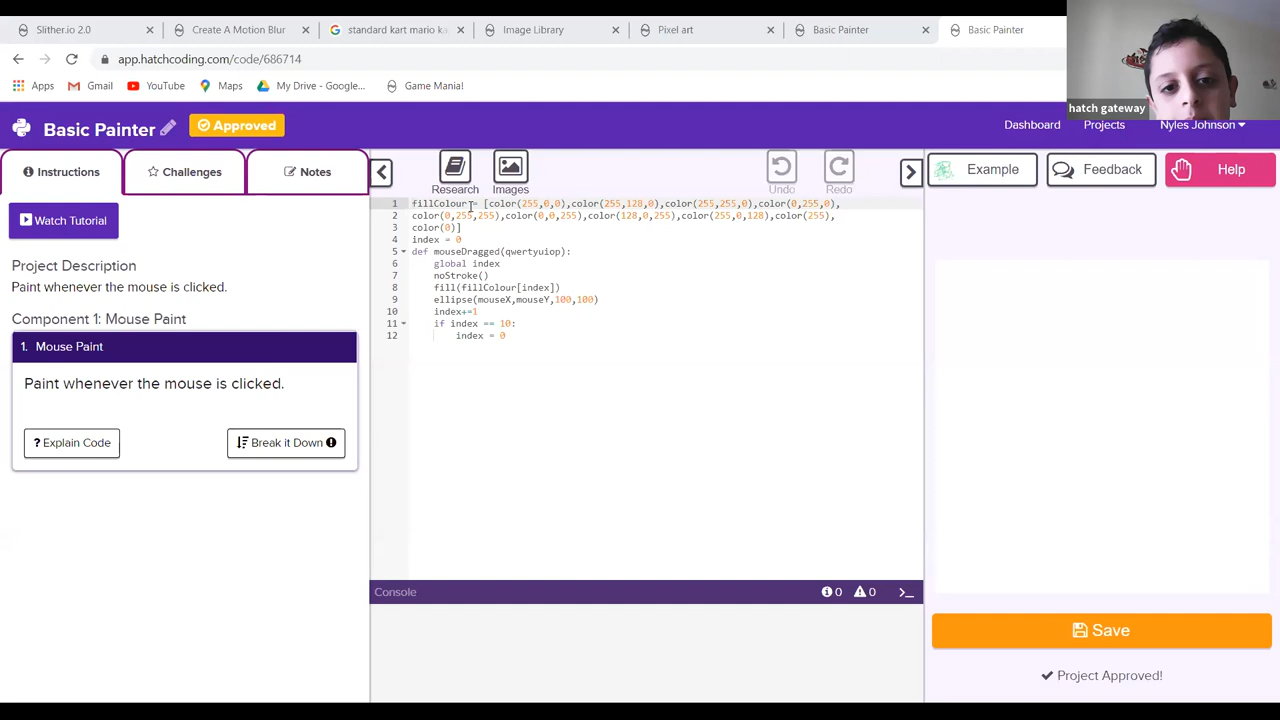 Slither.io 2.0
Create A Motion Blur
standard kart mario ka
Image Library
Pixel art
Basic Painter
Basic Painter
app.hatchcoding.com/code/686714
Apps
Gmail
YouTube
Maps
My Drive - Google...
Game Mania!
hatch gateway
Basic Painter
Approved
Dashboard
Projects
Nyles Johnson
Instructions
Challenges
Notes
Research
Images
Undo
Redo
Example
Feedback
Help
Watch Tutorial
Project Description
Paint whenever the mouse is clicked.
Component 1: Mouse Paint
1. Mouse Paint
Paint whenever the mouse is clicked.
? Explain Code
Break it Down
1 fillColour = [color(255,0,0),color(255,128,0),color(255,255,0),color(0,255,0),
2 color(0,255,255),color(0,0,255),color(128,0,255),color(255,0,128),color(255),
3 color(0)]
4 index = 0
5 def mouseDragged(qwertyuiop):
6 global index
7 noStroke()
8 fill(fillColour[index])
9 ellipse(mouseX,mouseY,100,100)
10 index+=1
11 if index == 10:
12 index = 0
Console
0
0
Save
Project Approved!